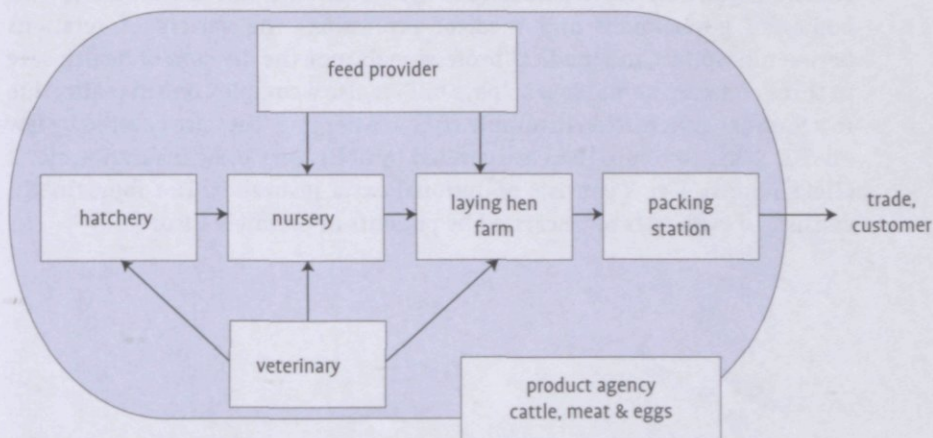 feed provider
hatchery
nursery
laying hen
farm
packing
station
trade,
customer
veterinary
product agency
cattle, meat & eggs